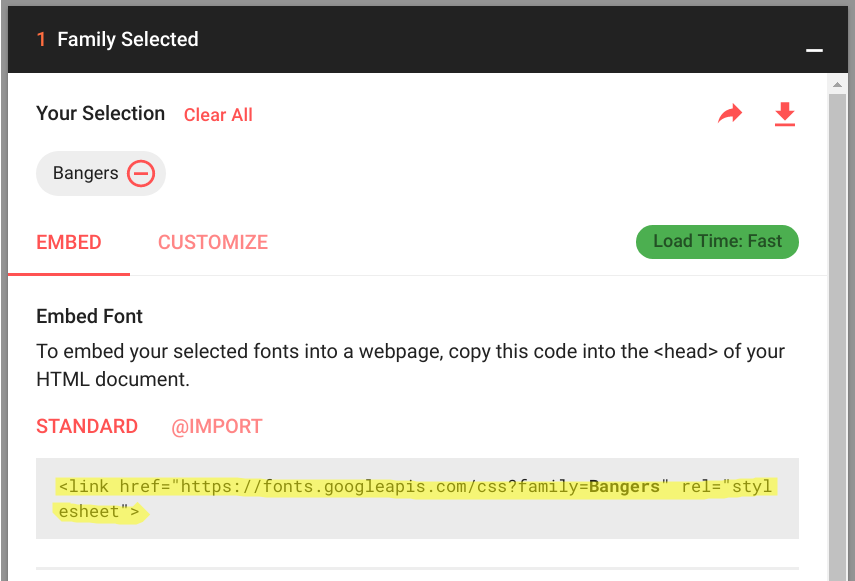 1 Family Selected
Your Selection Clear All
Bangers
EMBED CUSTOMIZE Load Time: Fast
Embed Font
To embed your selected fonts into a webpage, copy this code into the <head> of your
HTML document.
STANDARD @IMPORT
<link href="https://fonts.googleapis.com/css?family=Bangers" rel="styl
esheet">